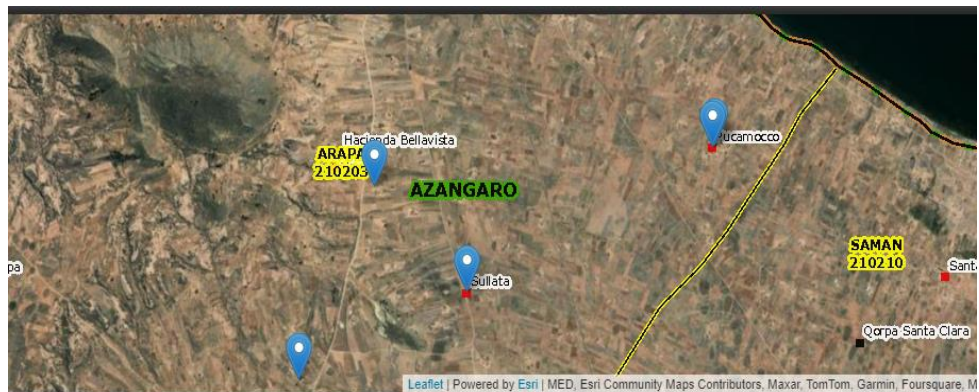 Hacienda Bellavista
ARAPA
210203
AZANGARO
Pucamocco
SAMAN
210210
Sullata
Santa
pa
Qorpa Santa Clara
Leaflet | Powered by Esri | MED, Esri Community Maps Contributors, Maxar, TomTom, Garmin, Foursquare, M